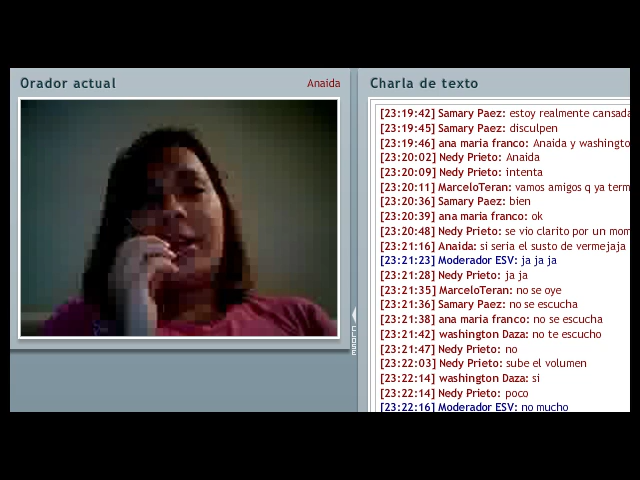 Orador actual
Anaida
Charla de texto
[23:19:42] Samary Paez: estoy realmente cansada
[23:19:45] Samary Paez: disculpen
[23:19:46] ana maria franco: Anaida y washingto
[23:20:02] Nedy Prieto: Anaida
[23:20:09] Nedy Prieto: intenta
[23:20:11] MarceloTeran: vamos amigos q ya term
[23:20:36] Samary Paez: bien
[23:20:39] ana maria franco: ok
[23:20:48] Nedy Prieto: se vio clarito por un mom
[23:21:16] Anaida: si seria el susto de vermejaja
[23:21:23] Moderador ESV: ja ja ja
[23:21:28] Nedy Prieto: ja ja
[23:21:35] MarceloTeran: no se oye
[23:21:36] Samary Paez: no se escucha
[23:21:38] ana maria franco: no se escucha
[23:21:42] washington Daza: no te escucho
[23:21:47] Nedy Prieto: no
[23:22:03] Nedy Prieto: sube el volumen
[23:22:14] washington Daza: si
[23:22:14] Nedy Prieto: poco
[23:22:16] Moderador ESV: no mucho
CLOSE